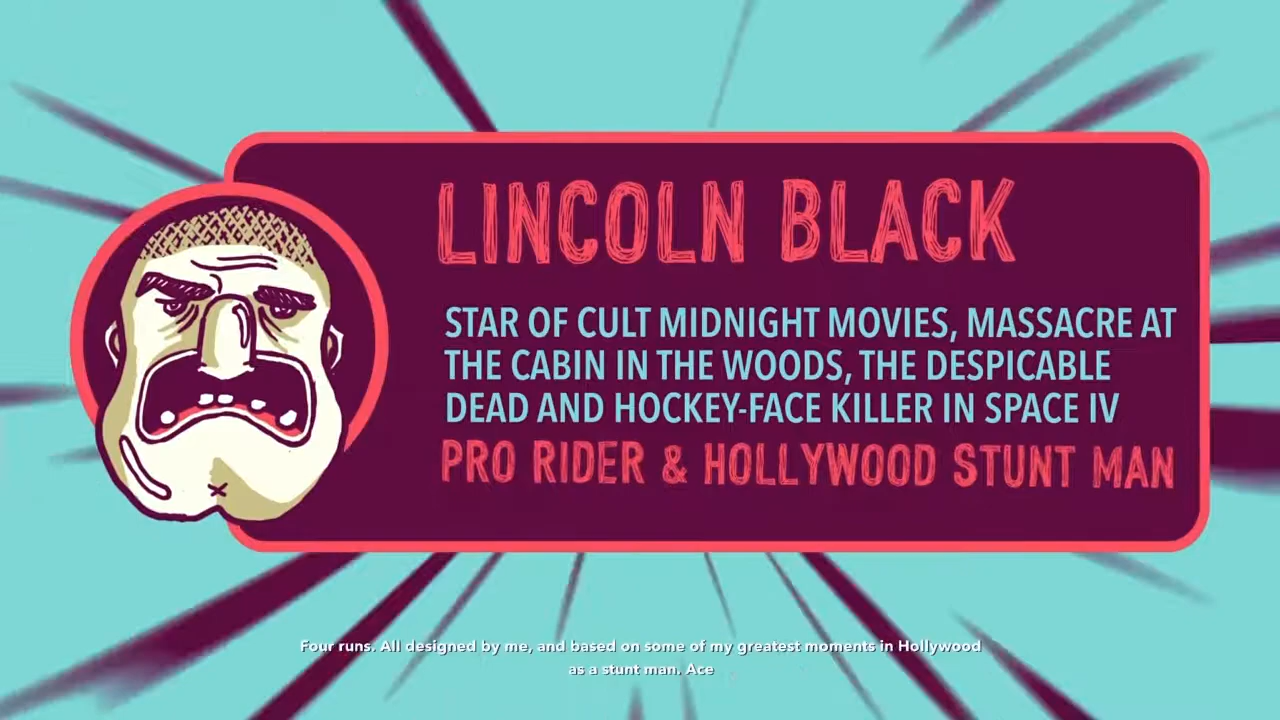 LINCOLN BLACK
STAR OF CULT MIDNIGHT MOVIES, MASSACRE AT
THE CABIN IN THE WOODS, THE DESPICABLE
DEAD AND HOCKEY-FACE KILLER IN SPACE IV
PRO RIDER & HOLLYWOOD STUNT MAN
Four runs. All designed by me, and based on some of my greatest moments in Hollywood
as a stunt man. Ace